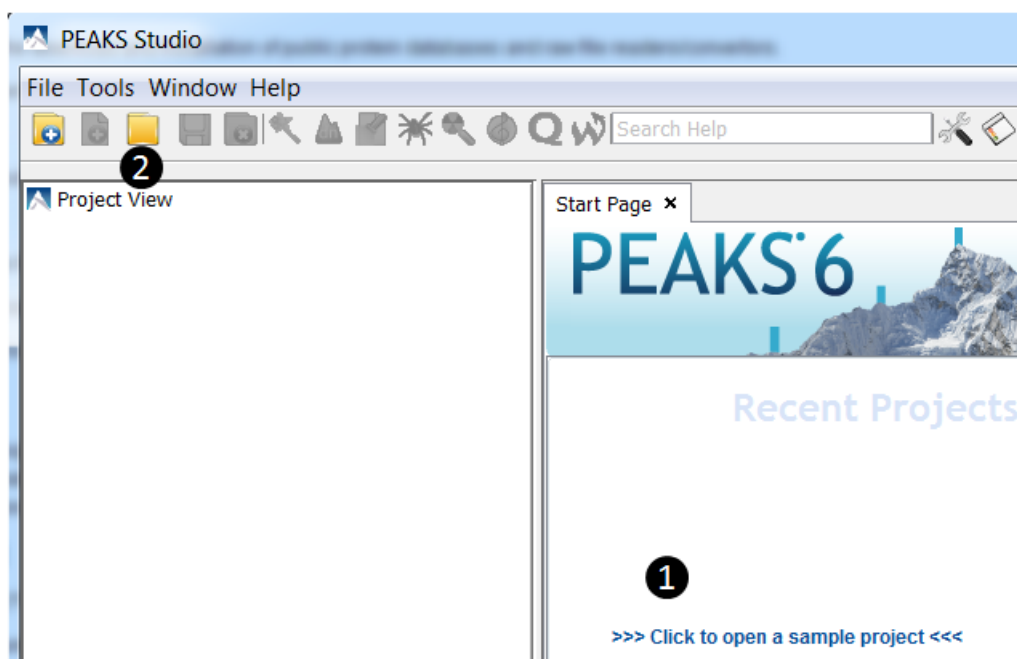 PEAKS Studio
File Tools Window Help
Search Help
2
Project View
Start Page ×
PEAKS 6
Recent Projects
1
>>> Click to open a sample project <<<